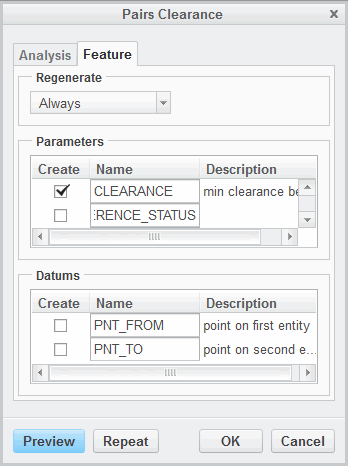 Pairs Clearance x
Analysis Feature
Regenerate
Always
Parameters
Create Name Description
CLEARANCE min clearance be
ERENCE_STATUS
Datums
Create Name Description
PNT_FROM point on first entity
PNT_TO point on second e...
Preview Repeat OK Cancel